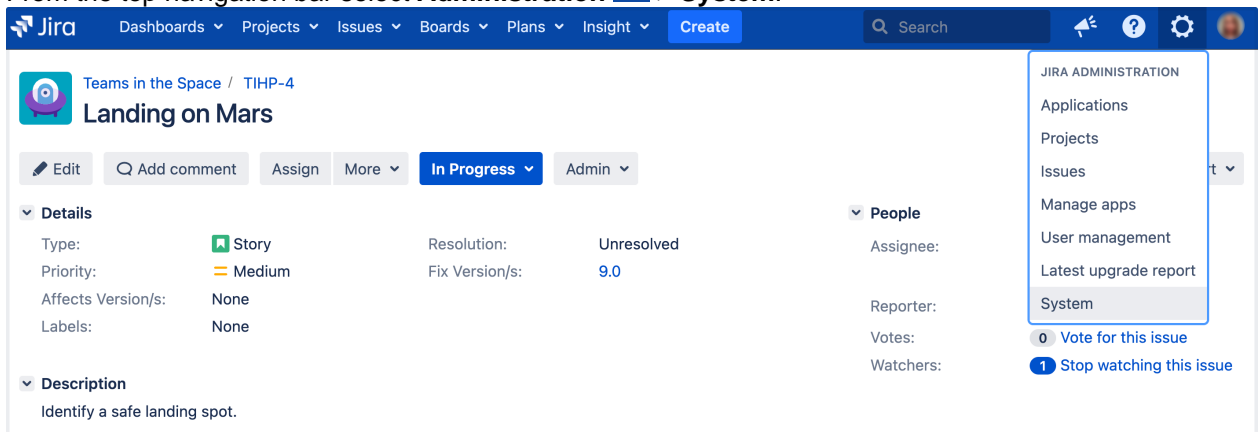 Jira Dashboards Projects Issues Boards Plans Insight Create Search
JIRA ADMINISTRATION
Applications
Projects
Issues
Manage apps
User management
Latest upgrade report
System
Teams in the Space / TIHP-4
Landing on Mars
Edit Add comment Assign More In Progress Admin
Details
Type: Story Resolution: Unresolved
Priority: Medium Fix Version/s: 9.0
Affects Version/s: None
Labels: None
People
Assignee:
Reporter:
Votes: 0 Vote for this issue
Watchers: 1 Stop watching this issue
Description
Identify a safe landing spot.